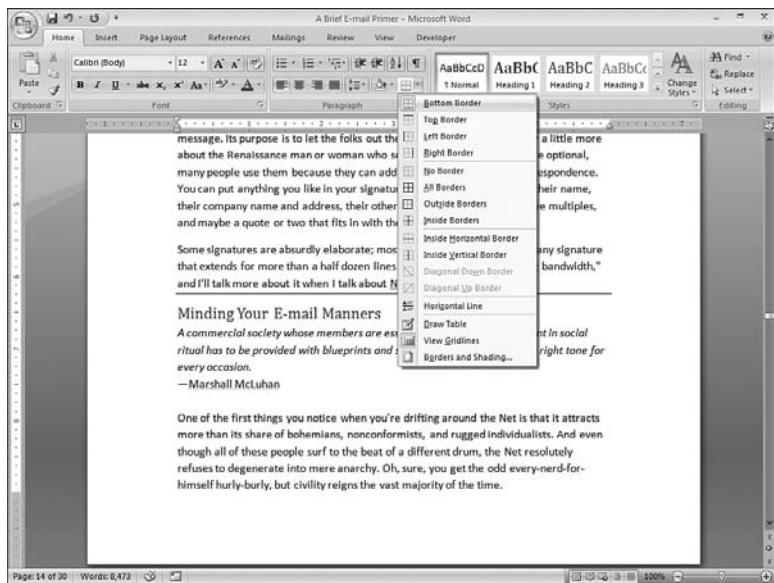 A Brief E-mail Primer - Microsoft Word
Home Insert Page Layout References Mailings Review View Developer
Paste
Calibri (Body) 12
B I U abc x₂ x² Aa A
AaBbCcD AaBbC AaBbC AaBbCc
¶ Normal Heading 1 Heading 2 Heading 3
Change
Styles
Find
Replace
Select
Clipboard Font Paragraph Styles Editing
Bottom Border
Top Border
Left Border
Right Border
No Border
All Borders
Outside Borders
Inside Borders
Inside Horizontal Border
Inside Vertical Border
Diagonal Down Border
Diagonal Up Border
Horizontal Line
Draw Table
View Gridlines
Borders and Shading...
message. Its purpose is to let the folks out the a little more
about the Renaissance man or woman who s e optional,
many people use them because they can add espondence.
You can put anything you like in your signatur heir name,
their company name and address, their other e multiples,
and maybe a quote or two that fits in with the
Some signatures are absurdly elaborate; mos any signature
that extends for more than a half dozen lines bandwidth,"
and I'll talk more about it when I talk about N
Minding Your E-mail Manners
A commercial society whose members are ess nt in social
ritual has to be provided with blueprints and s right tone for
every occasion.
—Marshall McLuhan
One of the first things you notice when you're drifting around the Net is that it attracts
more than its share of bohemians, nonconformists, and rugged individualists. And even
though all of these people surf to the beat of a different drum, the Net resolutely
refuses to degenerate into mere anarchy. Oh, sure, you get the odd every-nerd-for-
himself hurly-burly, but civility reigns the vast majority of the time.
Page: 14 of 30 Words: 8,473 100%